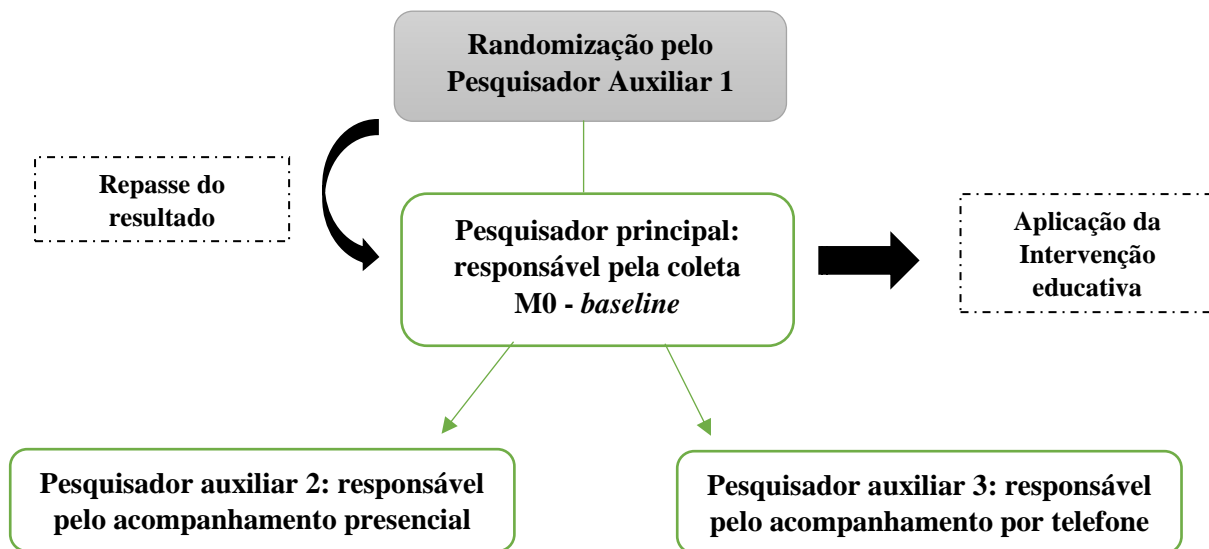 Randomização pelo
Pesquisador Auxiliar 1
Repasse do
resultado
Pesquisador principal:
responsável pela coleta
M0 - baseline
Aplicação da
Intervenção
educativa
Pesquisador auxiliar 2: responsável
pelo acompanhamento presencial
Pesquisador auxiliar 3: responsável
pelo acompanhamento por telefone